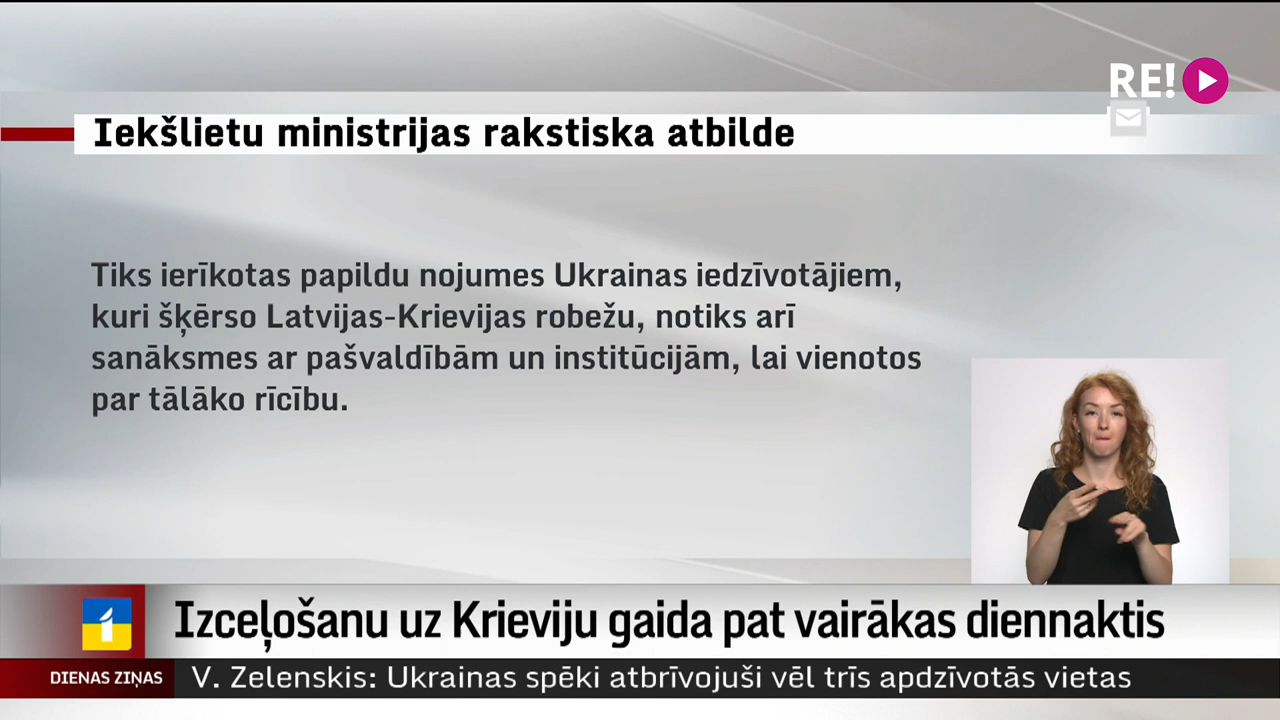 RE!
Iekšlietu ministrijas rakstiska atbilde
Tiks ierīkotas papildu nojumes Ukrainas iedzīvotājiem,
kuri šķērso Latvijas-Krievijas robežu, notiks arī
sanāksmes ar pašvaldībām un institūcijām, lai vienotos
par tālāko rīcību.
1
Izceļošanu uz Krieviju gaida pat vairākas diennaktis
DIENAS ZIŅAS
V. Zelenskis: Ukrainas spēki atbrīvojuši vēl trīs apdzīvotās vietas